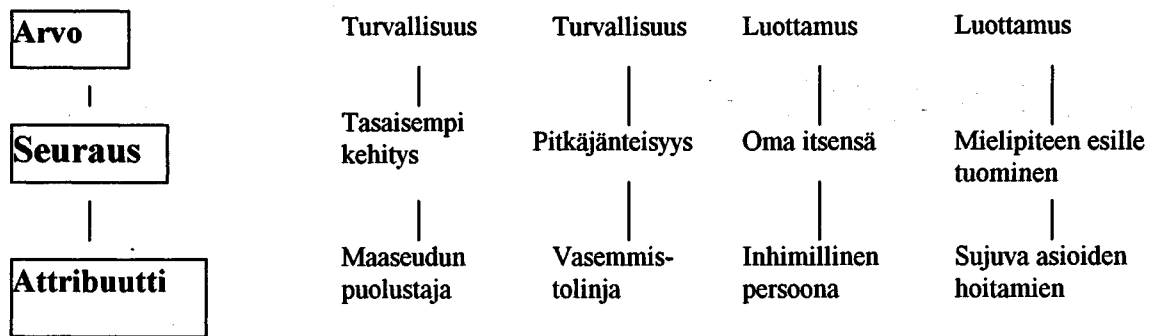 Arvo Turvallisuus Turvallisuus Luottamus Luottamus
Seuraus Tasaisempi kehitys Pitkäjänteisyys Oma itsensä Mielipiteen esille tuominen
Attribuutti Maaseudun puolustaja Vasemmis-tolinja Inhimillinen persoona Sujuva asioiden hoitamien